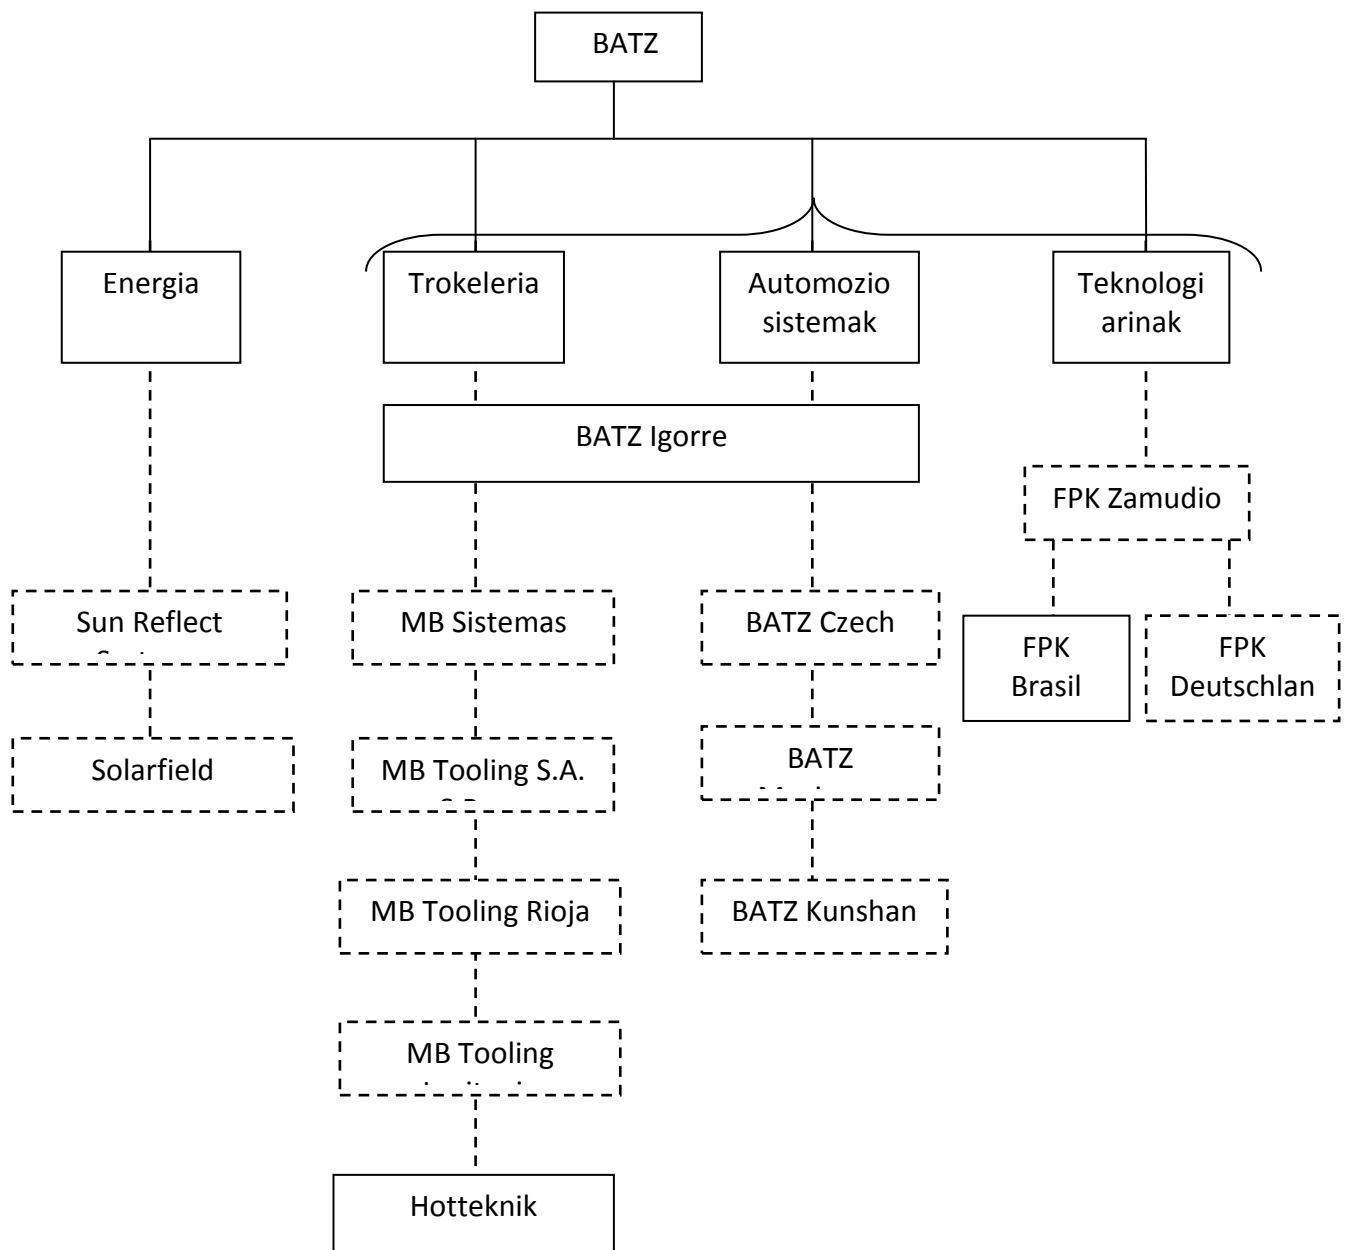 BATZ
Energia
Trokeleria
Automozio
sistemak
Teknologi
arinak
BATZ Igorre
FPK Zamudio
Sun Reflect
MB Sistemas
BATZ Czech
FPK
Brasil
FPK
Deutschlan
Solarfield
MB Tooling S.A.
BATZ
MB Tooling Rioja
BATZ Kunshan
MB Tooling
Hotteknik